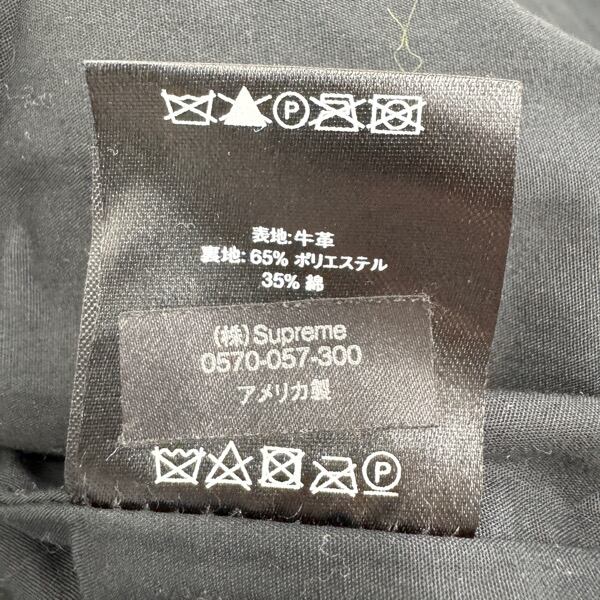 P
表地:牛革
裏地:65% ポリエステル
35% 綿
(株)Supreme
0570-057-300
アメリカ製
P